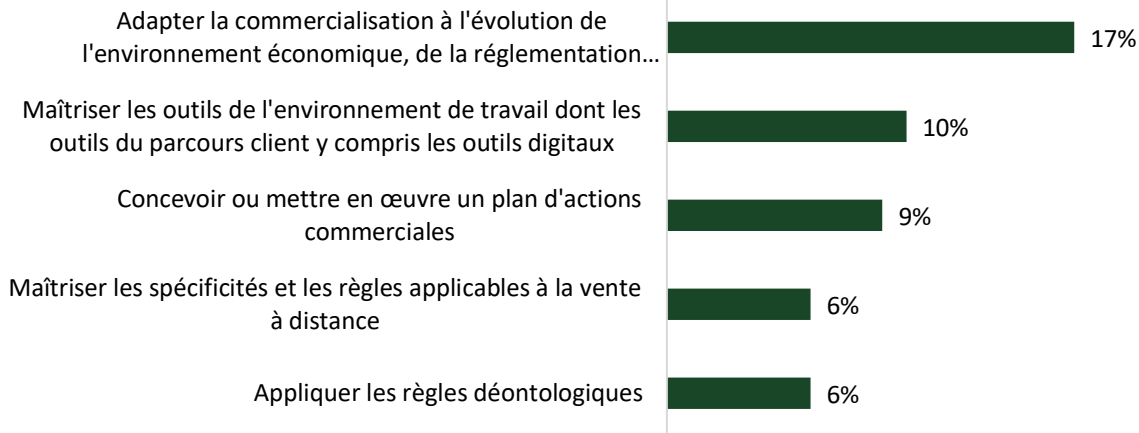 Adapter la commercialisation à l'évolution de
l'environnement économique, de la réglementation…
17%
Maîtriser les outils de l'environnement de travail dont les
outils du parcours client y compris les outils digitaux
10%
Concevoir ou mettre en œuvre un plan d'actions
commerciales
9%
Maîtriser les spécificités et les règles applicables à la vente
à distance
6%
Appliquer les règles déontologiques
6%